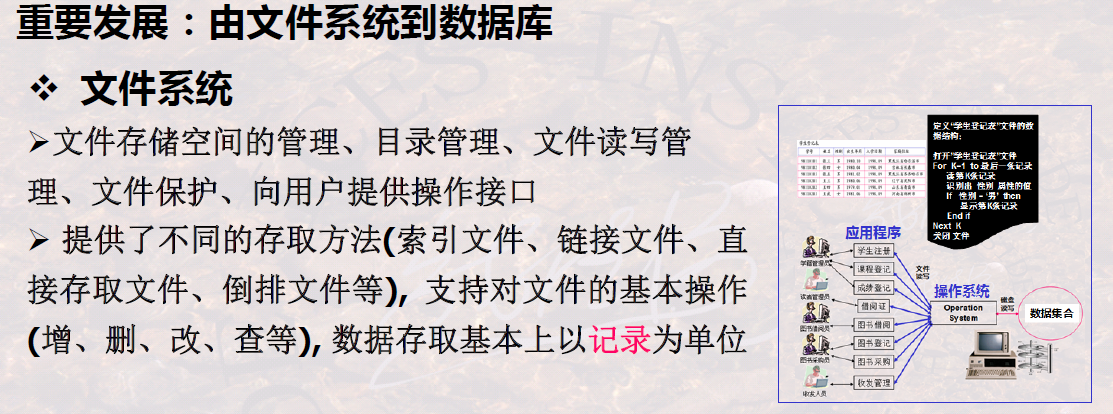 重要发展：由文件系统到数据库
❖ 文件系统
➢文件存储空间的管理、目录管理、文件读写管
理、文件保护、向用户提供操作接口
➢ 提供了不同的存取方法(索引文件、链接文件、直
接存取文件、倒排文件等), 支持对文件的基本操作
(增、删、改、查等), 数据存取基本上以记录为单位
学生登记表
定义“学生登记表”文件的数
据结构;
打开“学生登记表”文件
For K=1 to 最后一条记录
读第K条记录
识别出 性别 属性的值
If 性别='男' then
显示第K条记录
End if
Next K
关闭 文件
应用程序
学籍管理员
学生注册
课程登记
成绩登记
借阅证
图书借阅
图书登记
图书采购
收发管理
图书借阅员
图书采购员
收发人员
文件
读写
操作系统
Operation
System
磁盘
读写
数据集合